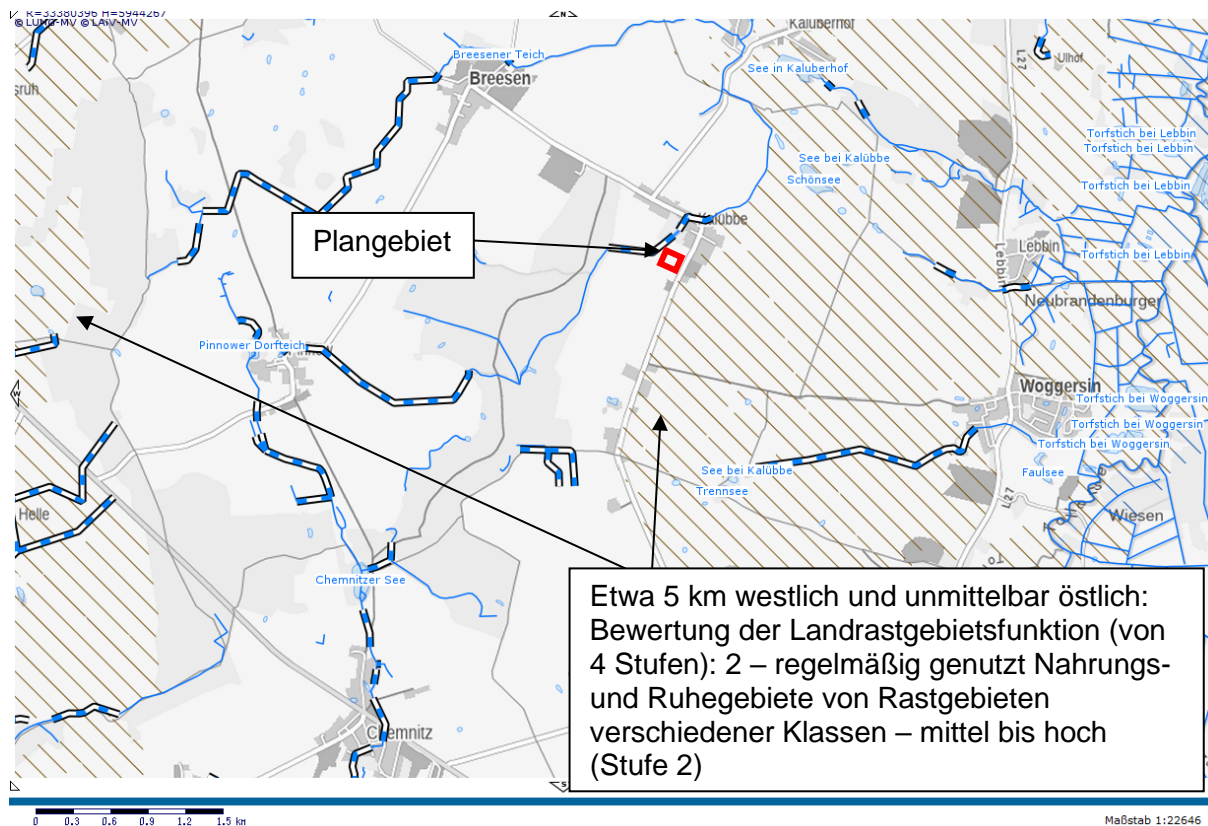 R=33380396 H=5944267
© LUNG-MV © LAiV-MV
N
Kaluberhof
Breesener Teich
Breesen
See in Kaluberhof
L27
Ulhof
Torfstich bei Lebbin
Torfstich bei Lebbin
See bei Kalübbe
Schönsee
Torfstich bei Lebbin
Kalübbe
Plangebiet
Lebbin
Lebbin
Torfstich bei Lebbin
Neubrandenburger
Pinnower Dorfteich
W
Woggersin
Torfstich bei Woggersin
Torfstich bei Woggersin
Torfstich bei Woggersin
See bei Kalübbe
Trennsee
Faulsee
L27
Helle
Wiesen
Chemnitzer See
Etwa 5 km westlich und unmittelbar östlich:
Bewertung der Landrastgebietsfunktion (von
4 Stufen): 2 – regelmäßig genutzt Nahrungs-
und Ruhegebiete von Rastgebieten
verschiedener Klassen – mittel bis hoch
(Stufe 2)
Chemnitz
S
0 0.3 0.6 0.9 1.2 1.5 km
Maßstab 1:22646